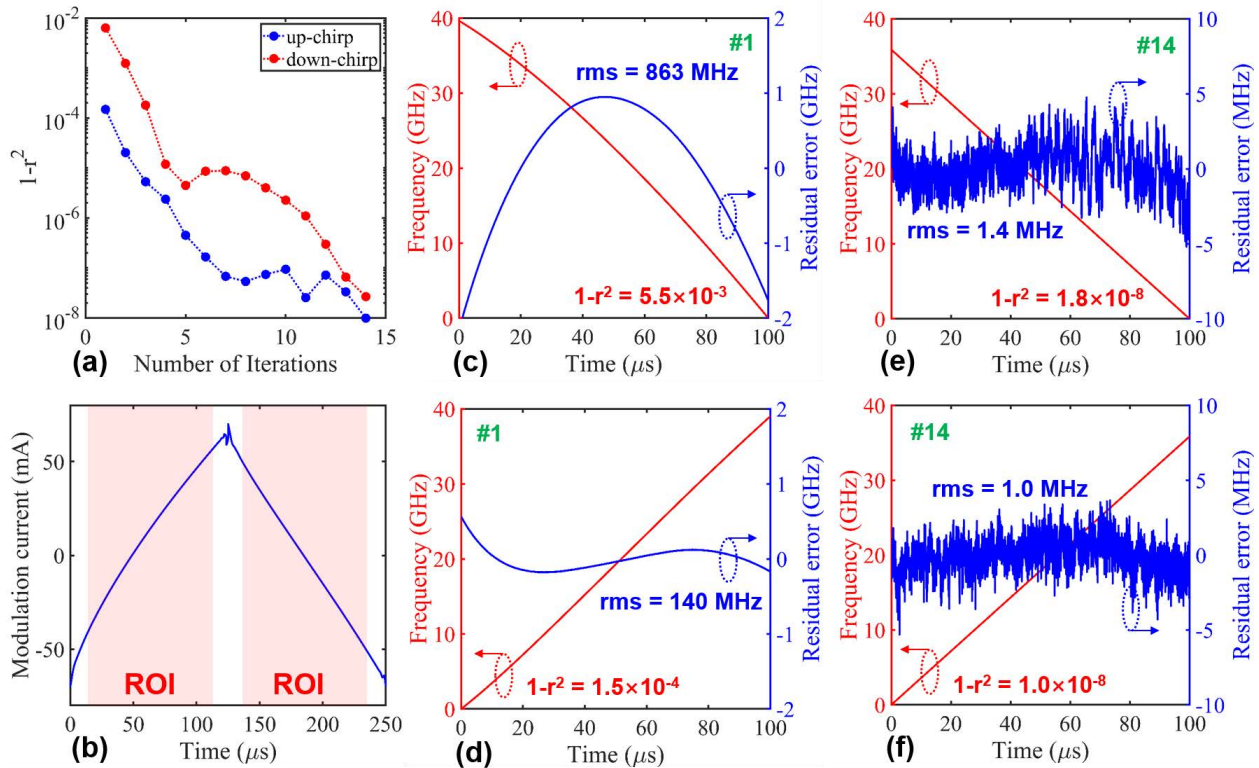 10⁻²
10⁻⁴
10⁻⁶
10⁻⁸
1-r²
up-chirp
down-chirp
0
5
10
15
(a)
Number of Iterations
40
30
20
10
0
Frequency (GHz)
#1
rms = 863 MHz
1-r² = 5.5×10⁻³
2
1
0
-1
-2
Residual error (GHz)
0
20
40
60
80
100
(c)
Time (μs)
40
30
20
10
0
Frequency (GHz)
#14
rms = 1.4 MHz
1-r² = 1.8×10⁻⁸
10
5
0
-5
-10
Residual error (MHz)
0
20
40
60
80
100
(e)
Time (μs)
50
0
-50
Modulation current (mA)
ROI
ROI
0
50
100
150
200
250
(b)
Time (μs)
40
30
20
10
0
Frequency (GHz)
#1
rms = 140 MHz
1-r² = 1.5×10⁻⁴
2
1
0
-1
-2
Residual error (GHz)
0
20
40
60
80
100
(d)
Time (μs)
40
30
20
10
0
Frequency (GHz)
#14
rms = 1.0 MHz
1-r² = 1.0×10⁻⁸
10
5
0
-5
-10
Residual error (MHz)
0
20
40
60
80
100
(f)
Time (μs)